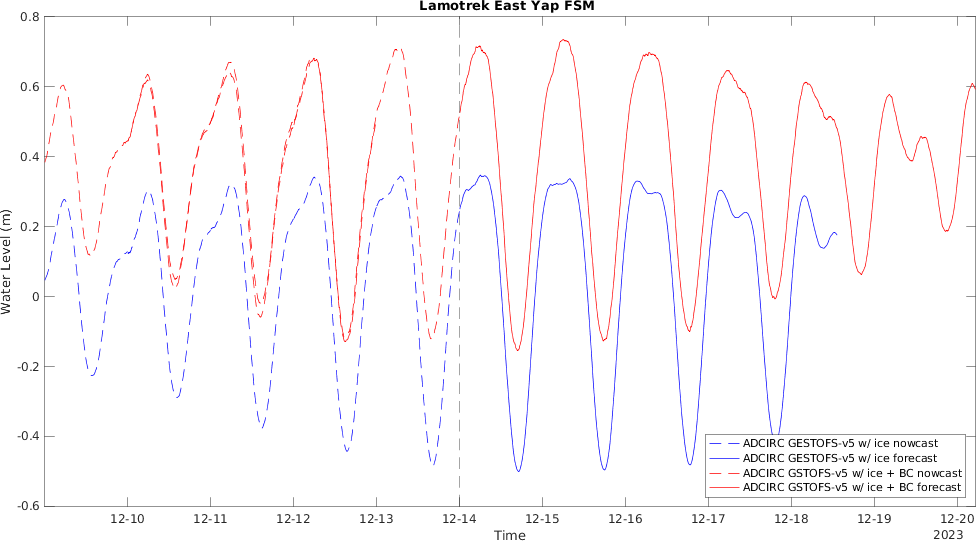 Lamotrek East Yap FSM
0.8
0.6
0.4
0.2
0
-0.2
-0.4
-0.6
Water Level (m)
12-10
12-11
12-12
12-13
12-14
12-15
12-16
12-17
12-18
12-19
12-20
Time
2023
ADCIRC GESTOFS-v5 w/ ice nowcast
ADCIRC GESTOFS-v5 w/ ice forecast
ADCIRC GSTOFS-v5 w/ ice + BC nowcast
ADCIRC GSTOFS-v5 w/ ice + BC forecast